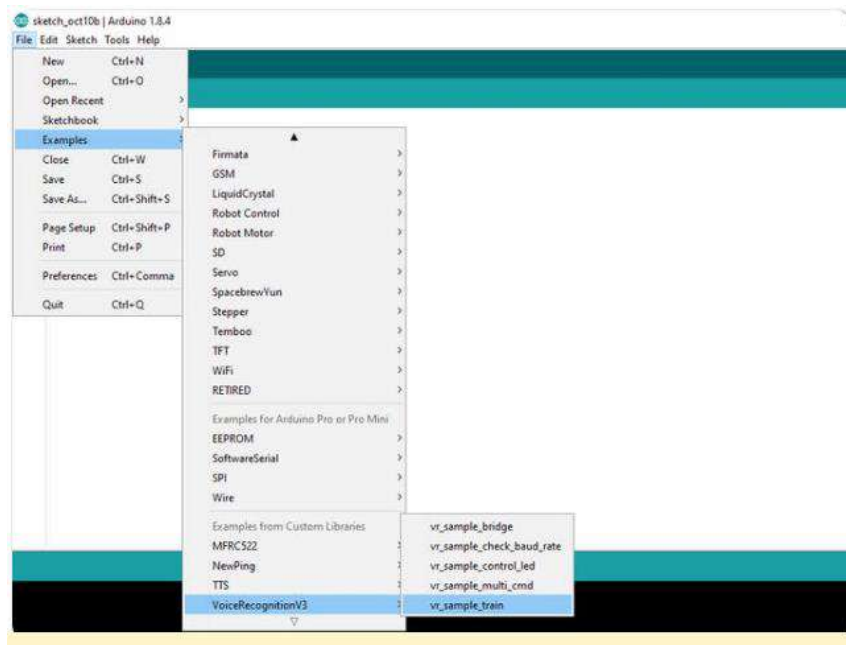 sketch_oct10b | Arduino 1.8.4
File Edit Sketch Tools Help
New Ctrl+N
Open... Ctrl+O
Open Recent
Sketchbook
Examples
Close Ctrl+W
Save Ctrl+S
Save As... Ctrl+Shift+S
Page Setup Ctrl+Shift+P
Print Ctrl+P
Preferences Ctrl+Comma
Quit Ctrl+Q
Firmata
GSM
LiquidCrystal
Robot Control
Robot Motor
SD
Servo
SpacebrewYun
Stepper
Temboo
TFT
WiFi
RETIRED
Examples for Arduino Pro or Pro Mini
EEPROM
SoftwareSerial
SPI
Wire
Examples from Custom Libraries
MFRC522
NewPing
TTS
VoiceRecognitionV3
vr_sample_bridge
vr_sample_check_baud_rate
vr_sample_control_led
vr_sample_multi_cmd
vr_sample_train